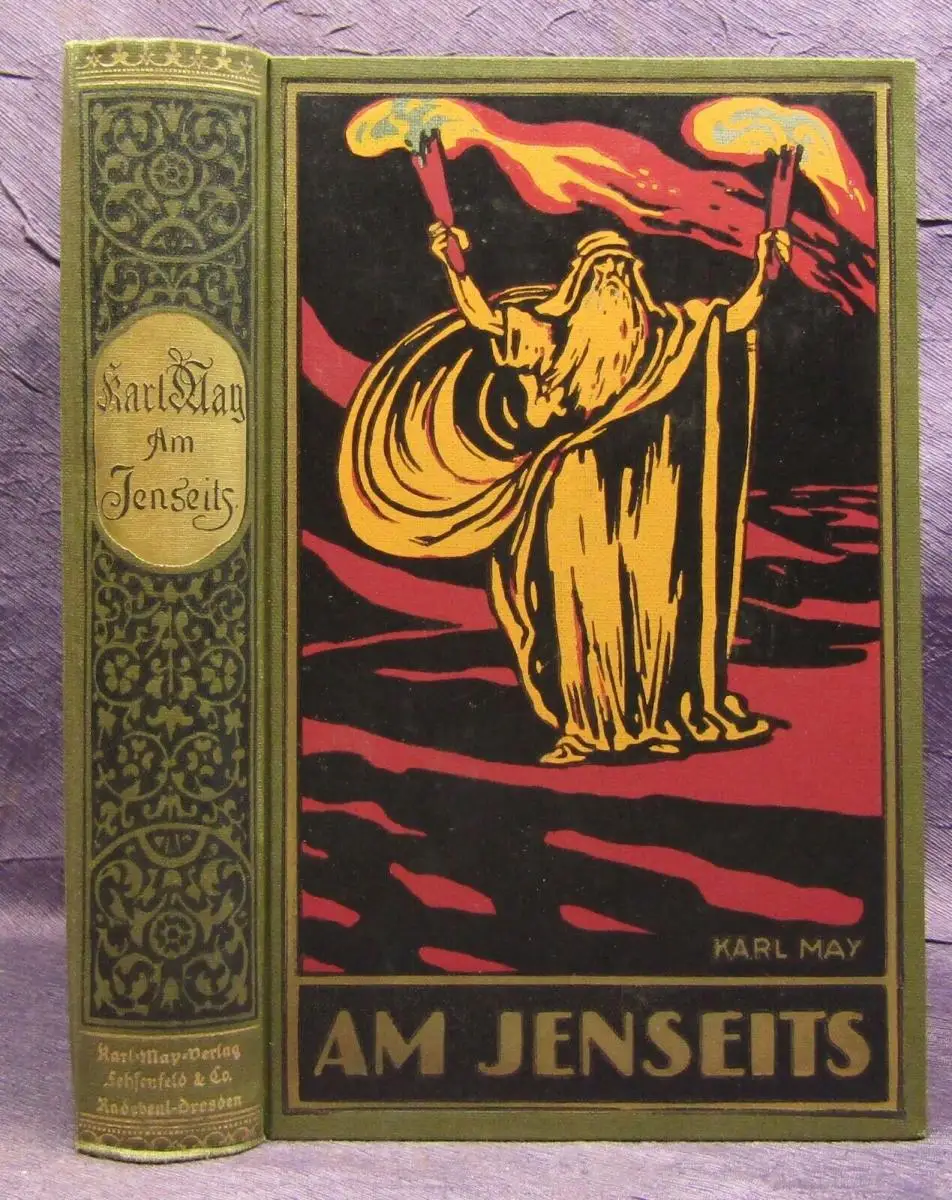 Karl May
Am
Jenseits.
Karl-May-Verlag
Fehsenfeld & Co.
Radebeul-Dresden
KARL MAY
AM JENSEITS